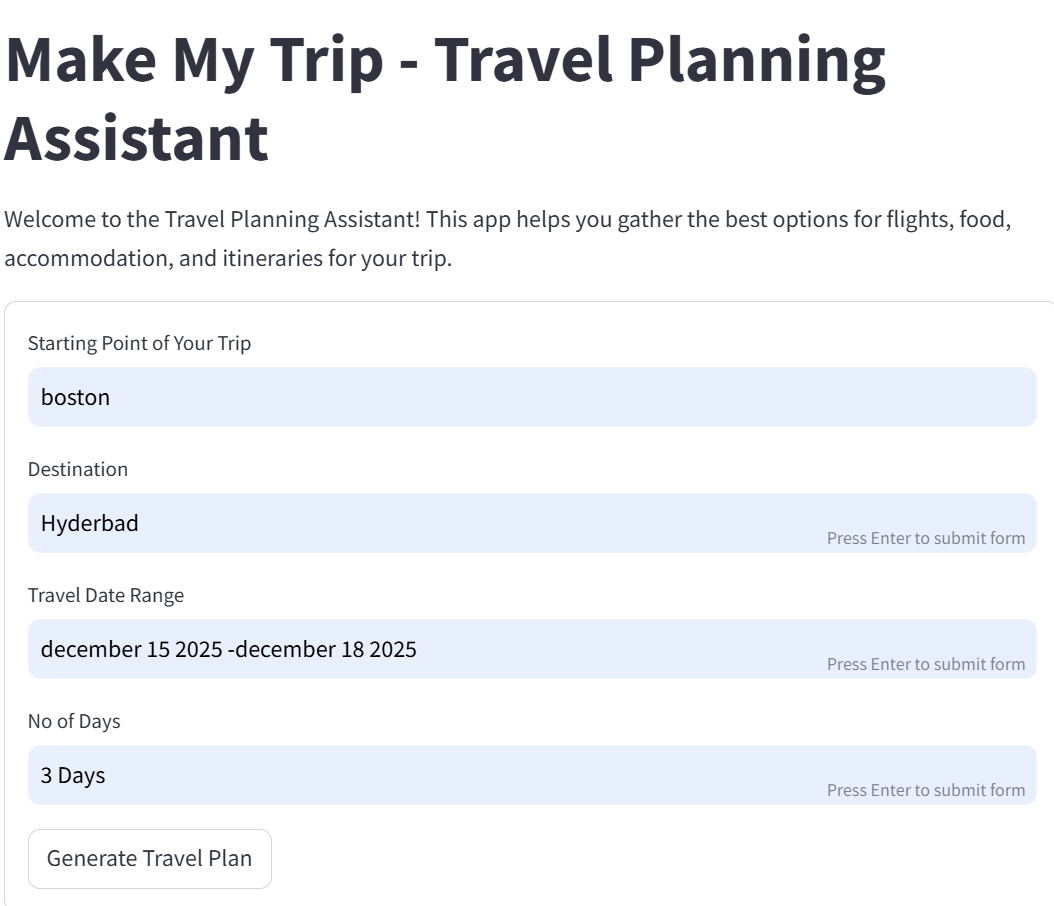 Make My Trip - Travel Planning
Assistant
Welcome to the Travel Planning Assistant! This app helps you gather the best options for flights, food,
accommodation, and itineraries for your trip.
Starting Point of Your Trip
boston
Destination
Hyderbad
Press Enter to submit form
Travel Date Range
december 15 2025 -december 18 2025
Press Enter to submit form
No of Days
3 Days
Press Enter to submit form
Generate Travel Plan